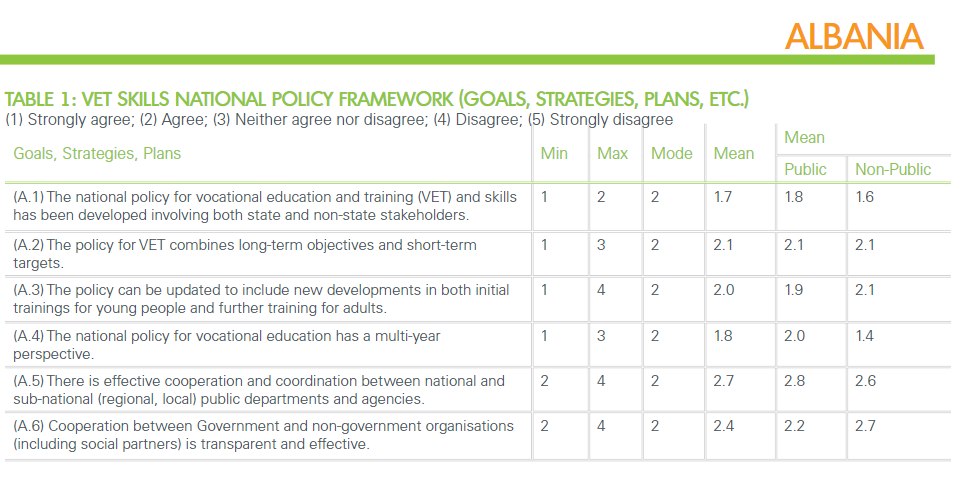 ALBANIA
TABLE 1: VET SKILLS NATIONAL POLICY FRAMEWORK (GOALS, STRATEGIES, PLANS, ETC.)
(1) Strongly agree; (2) Agree; (3) Neither agree nor disagree; (4) Disagree; (5) Strongly disagree
Goals, Strategies, Plans Min Max Mode Mean Mean
Public Non-Public
(A.1) The national policy for vocational education and training (VET) and skills 1 2 2 1.7 1.8 1.6
has been developed involving both state and non-state stakeholders.
(A.2) The policy for VET combines long-term objectives and short-term 1 3 2 2.1 2.1 2.1
targets.
(A.3) The policy can be updated to include new developments in both initial 1 4 2 2.0 1.9 2.1
trainings for young people and further training for adults.
(A.4) The national policy for vocational education has a multi-year 1 3 2 1.8 2.0 1.4
perspective.
(A.5) There is effective cooperation and coordination between national and 2 4 2 2.7 2.8 2.6
sub-national (regional, local) public departments and agencies.
(A.6) Cooperation between Government and non-government organisations 2 4 2 2.4 2.2 2.7
(including social partners) is transparent and effective.